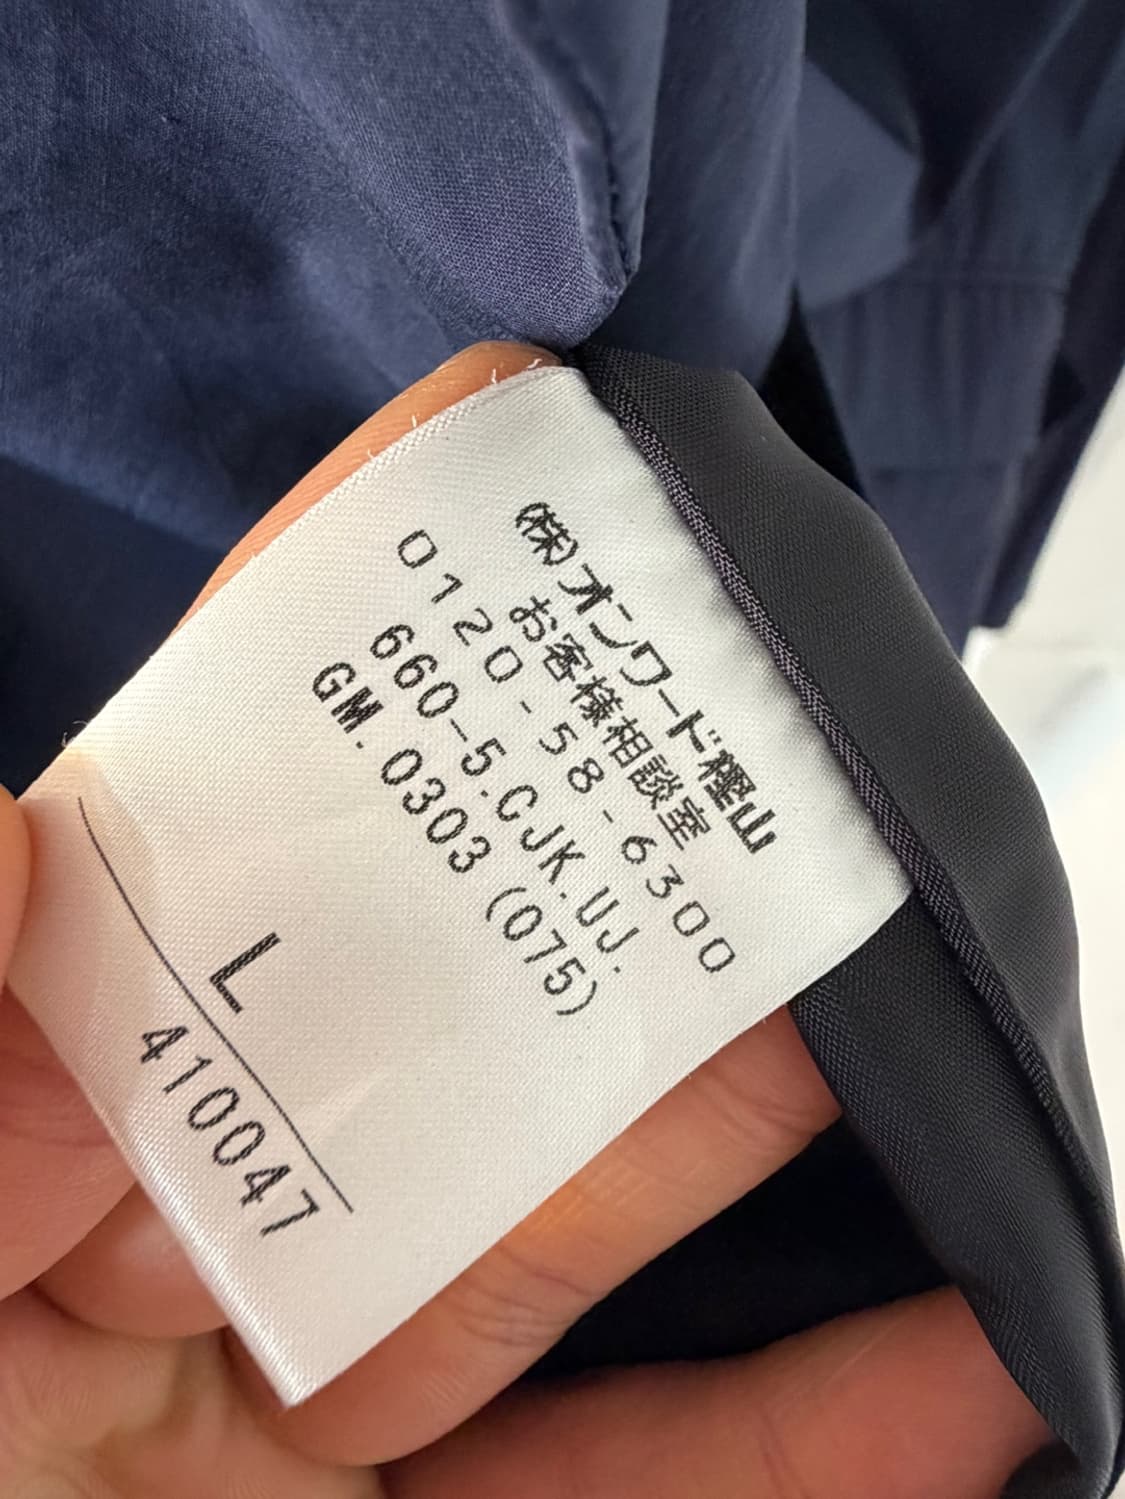 (株)オンワード樫山
お客様相談室
0120-58-6300
660-5.CJK.UJ.
GM.0303(075)
L
410047